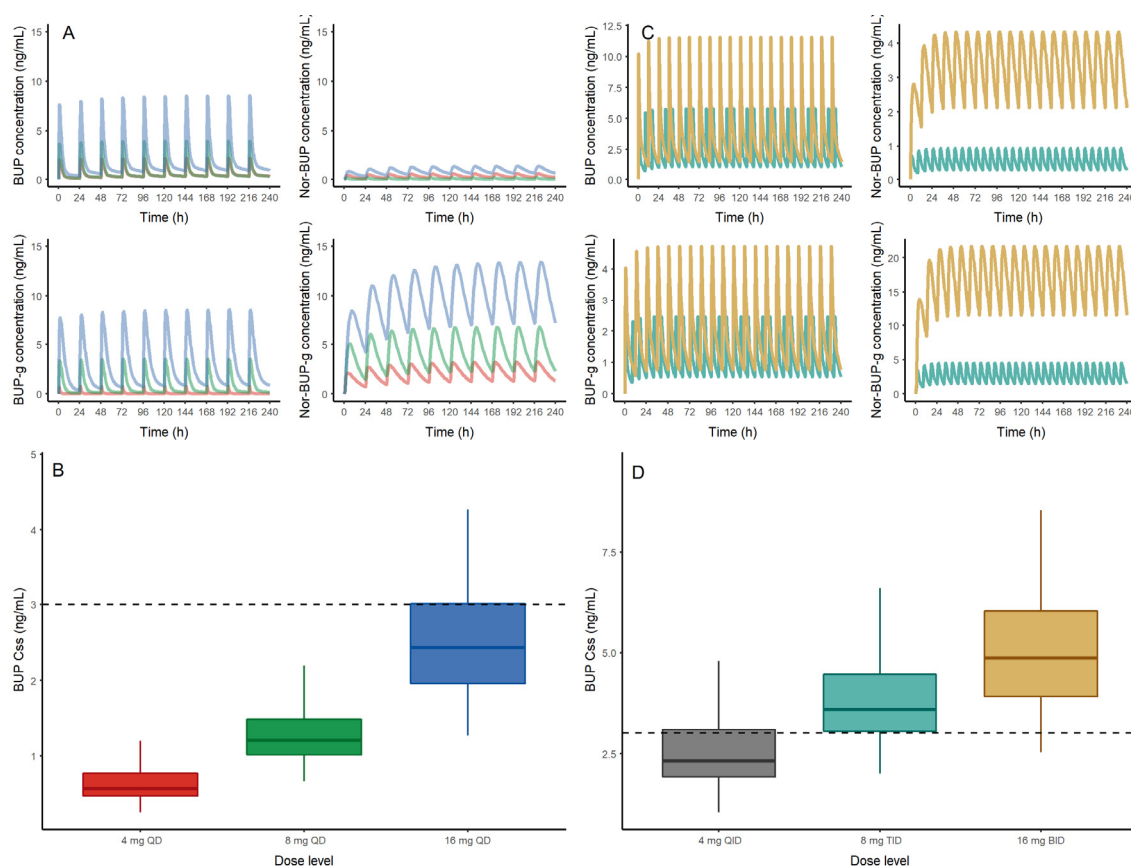 A
BUP concentration (ng/mL)
15
10
5
0
0 24 48 72 96 120 144 168 192 216 240
Time (h)
Nor-BUP concentration (ng/mL)
15
10
5
0
0 24 48 72 96 120 144 168 192 216 240
Time (h)
BUP-g concentration (ng/mL)
15
10
5
0
0 24 48 72 96 120 144 168 192 216 240
Time (h)
Nor-BUP-g concentration (ng/mL)
15
10
5
0
0 24 48 72 96 120 144 168 192 216 240
Time (h)
C
BUP concentration (ng/mL)
12.5
10.0
7.5
5.0
2.5
0.0
0 24 48 72 96 120 144 168 192 216 240
Time (h)
Nor-BUP concentration (ng/mL)
4
3
2
1
0
0 24 48 72 96 120 144 168 192 216 240
Time (h)
BUP-g concentration (ng/mL)
4
3
2
1
0
0 24 48 72 96 120 144 168 192 216 240
Time (h)
Nor-BUP-g concentration (ng/mL)
20
15
10
5
0
0 24 48 72 96 120 144 168 192 216 240
Time (h)
B
BUP Css (ng/mL)
5
4
3
2
1
4 mg QD 8 mg QD 16 mg QD
Dose level
D
BUP Css (ng/mL)
7.5
5.0
2.5
4 mg QID 8 mg TID 16 mg BID
Dose level